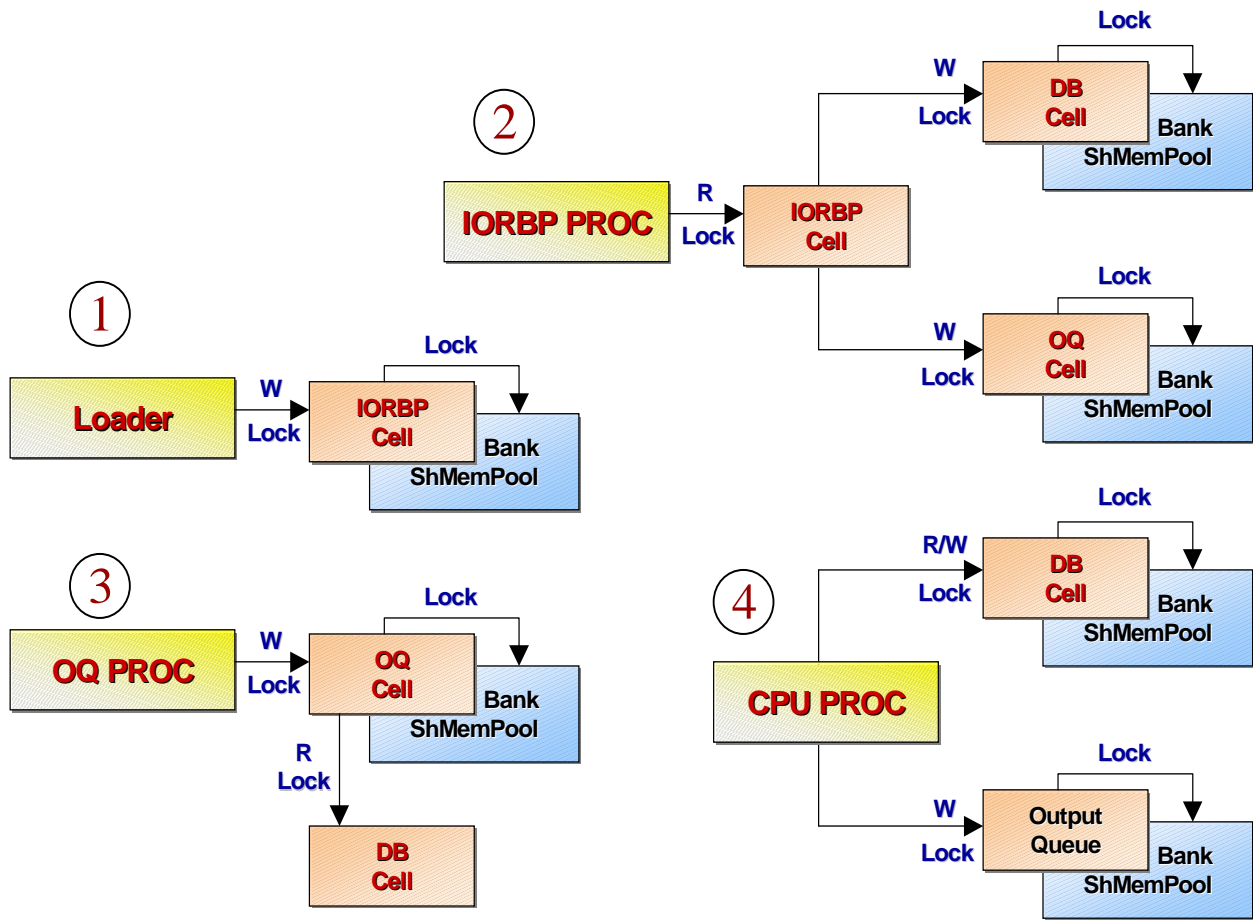 1
Loader
W
Lock
IORBP
Cell
Lock
Bank
ShMemPool
2
IORBP PROC
R
Lock
IORBP
Cell
W
Lock
DB
Cell
Lock
Bank
ShMemPool
W
Lock
OQ
Cell
Lock
Bank
ShMemPool
3
OQ PROC
W
Lock
OQ
Cell
Lock
Bank
ShMemPool
R
Lock
DB
Cell
4
CPU PROC
R/W
Lock
DB
Cell
Lock
Bank
ShMemPool
W
Lock
Output
Queue
Lock
Bank
ShMemPool